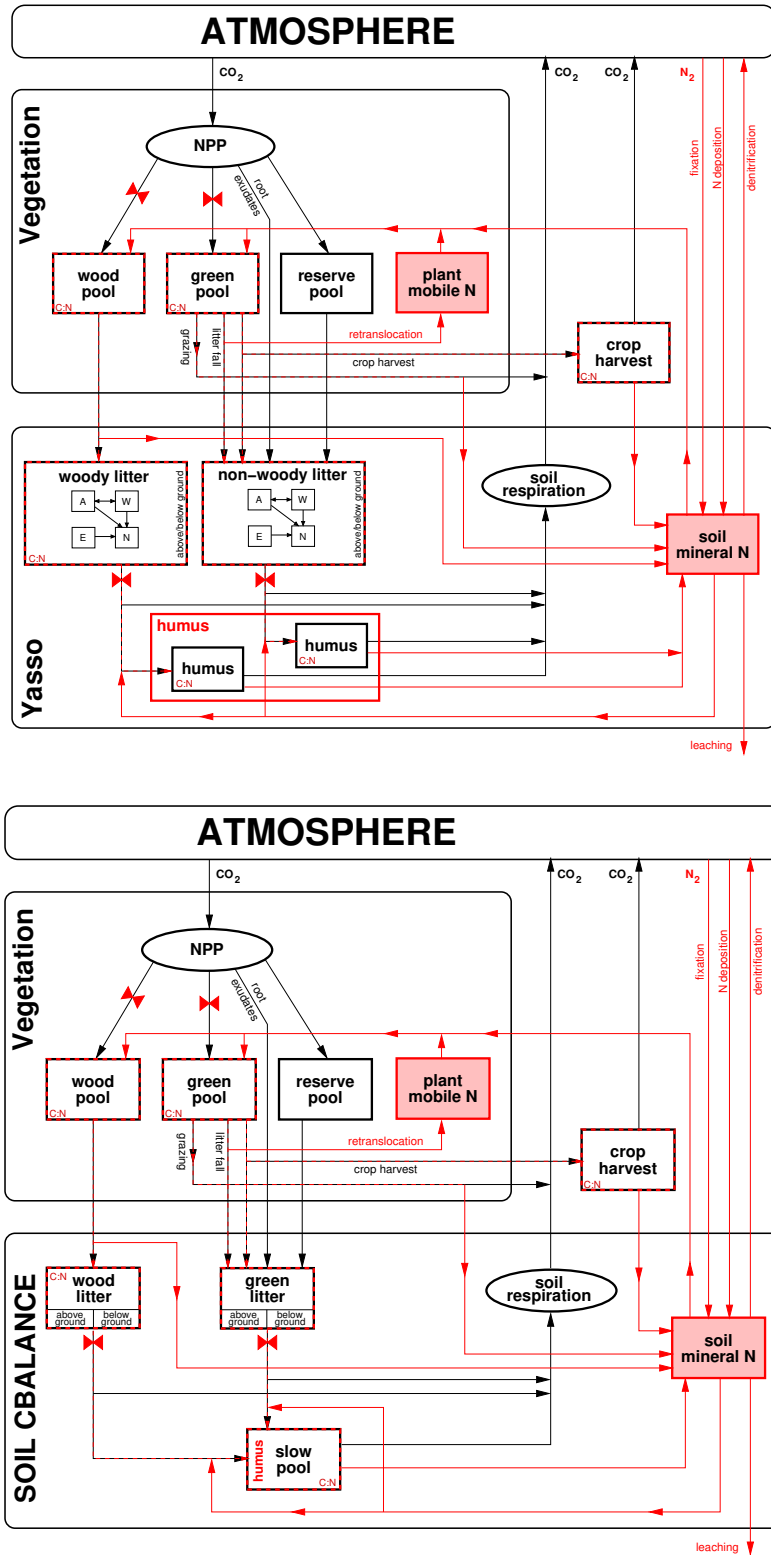 ATMOSPHERE
CO2
CO2
CO2
N2
Vegetation
NPP
root
exudates
fixation
N deposition
denitrification
wood
pool
C:N
green
pool
C:N
reserve
pool
plant
mobile N
grazing
litter fall
retranslocation
crop harvest
crop
harvest
C:N
Yasso
woody litter
A
W
E
N
C:N
above/below ground
non-woody litter
A
W
E
N
above/below ground
soil
respiration
soil
mineral N
humus
humus
C:N
humus
C:N
leaching
ATMOSPHERE
CO2
CO2
CO2
N2
Vegetation
NPP
root
exudates
fixation
N deposition
denitrification
wood
pool
C:N
green
pool
C:N
reserve
pool
plant
mobile N
grazing
litter fall
retranslocation
crop harvest
crop
harvest
C:N
SOIL CBALANCE
C:N
wood
litter
above
ground
below
ground
green
litter
above
ground
below
ground
soil
respiration
soil
mineral N
humus
slow
pool
C:N
leaching